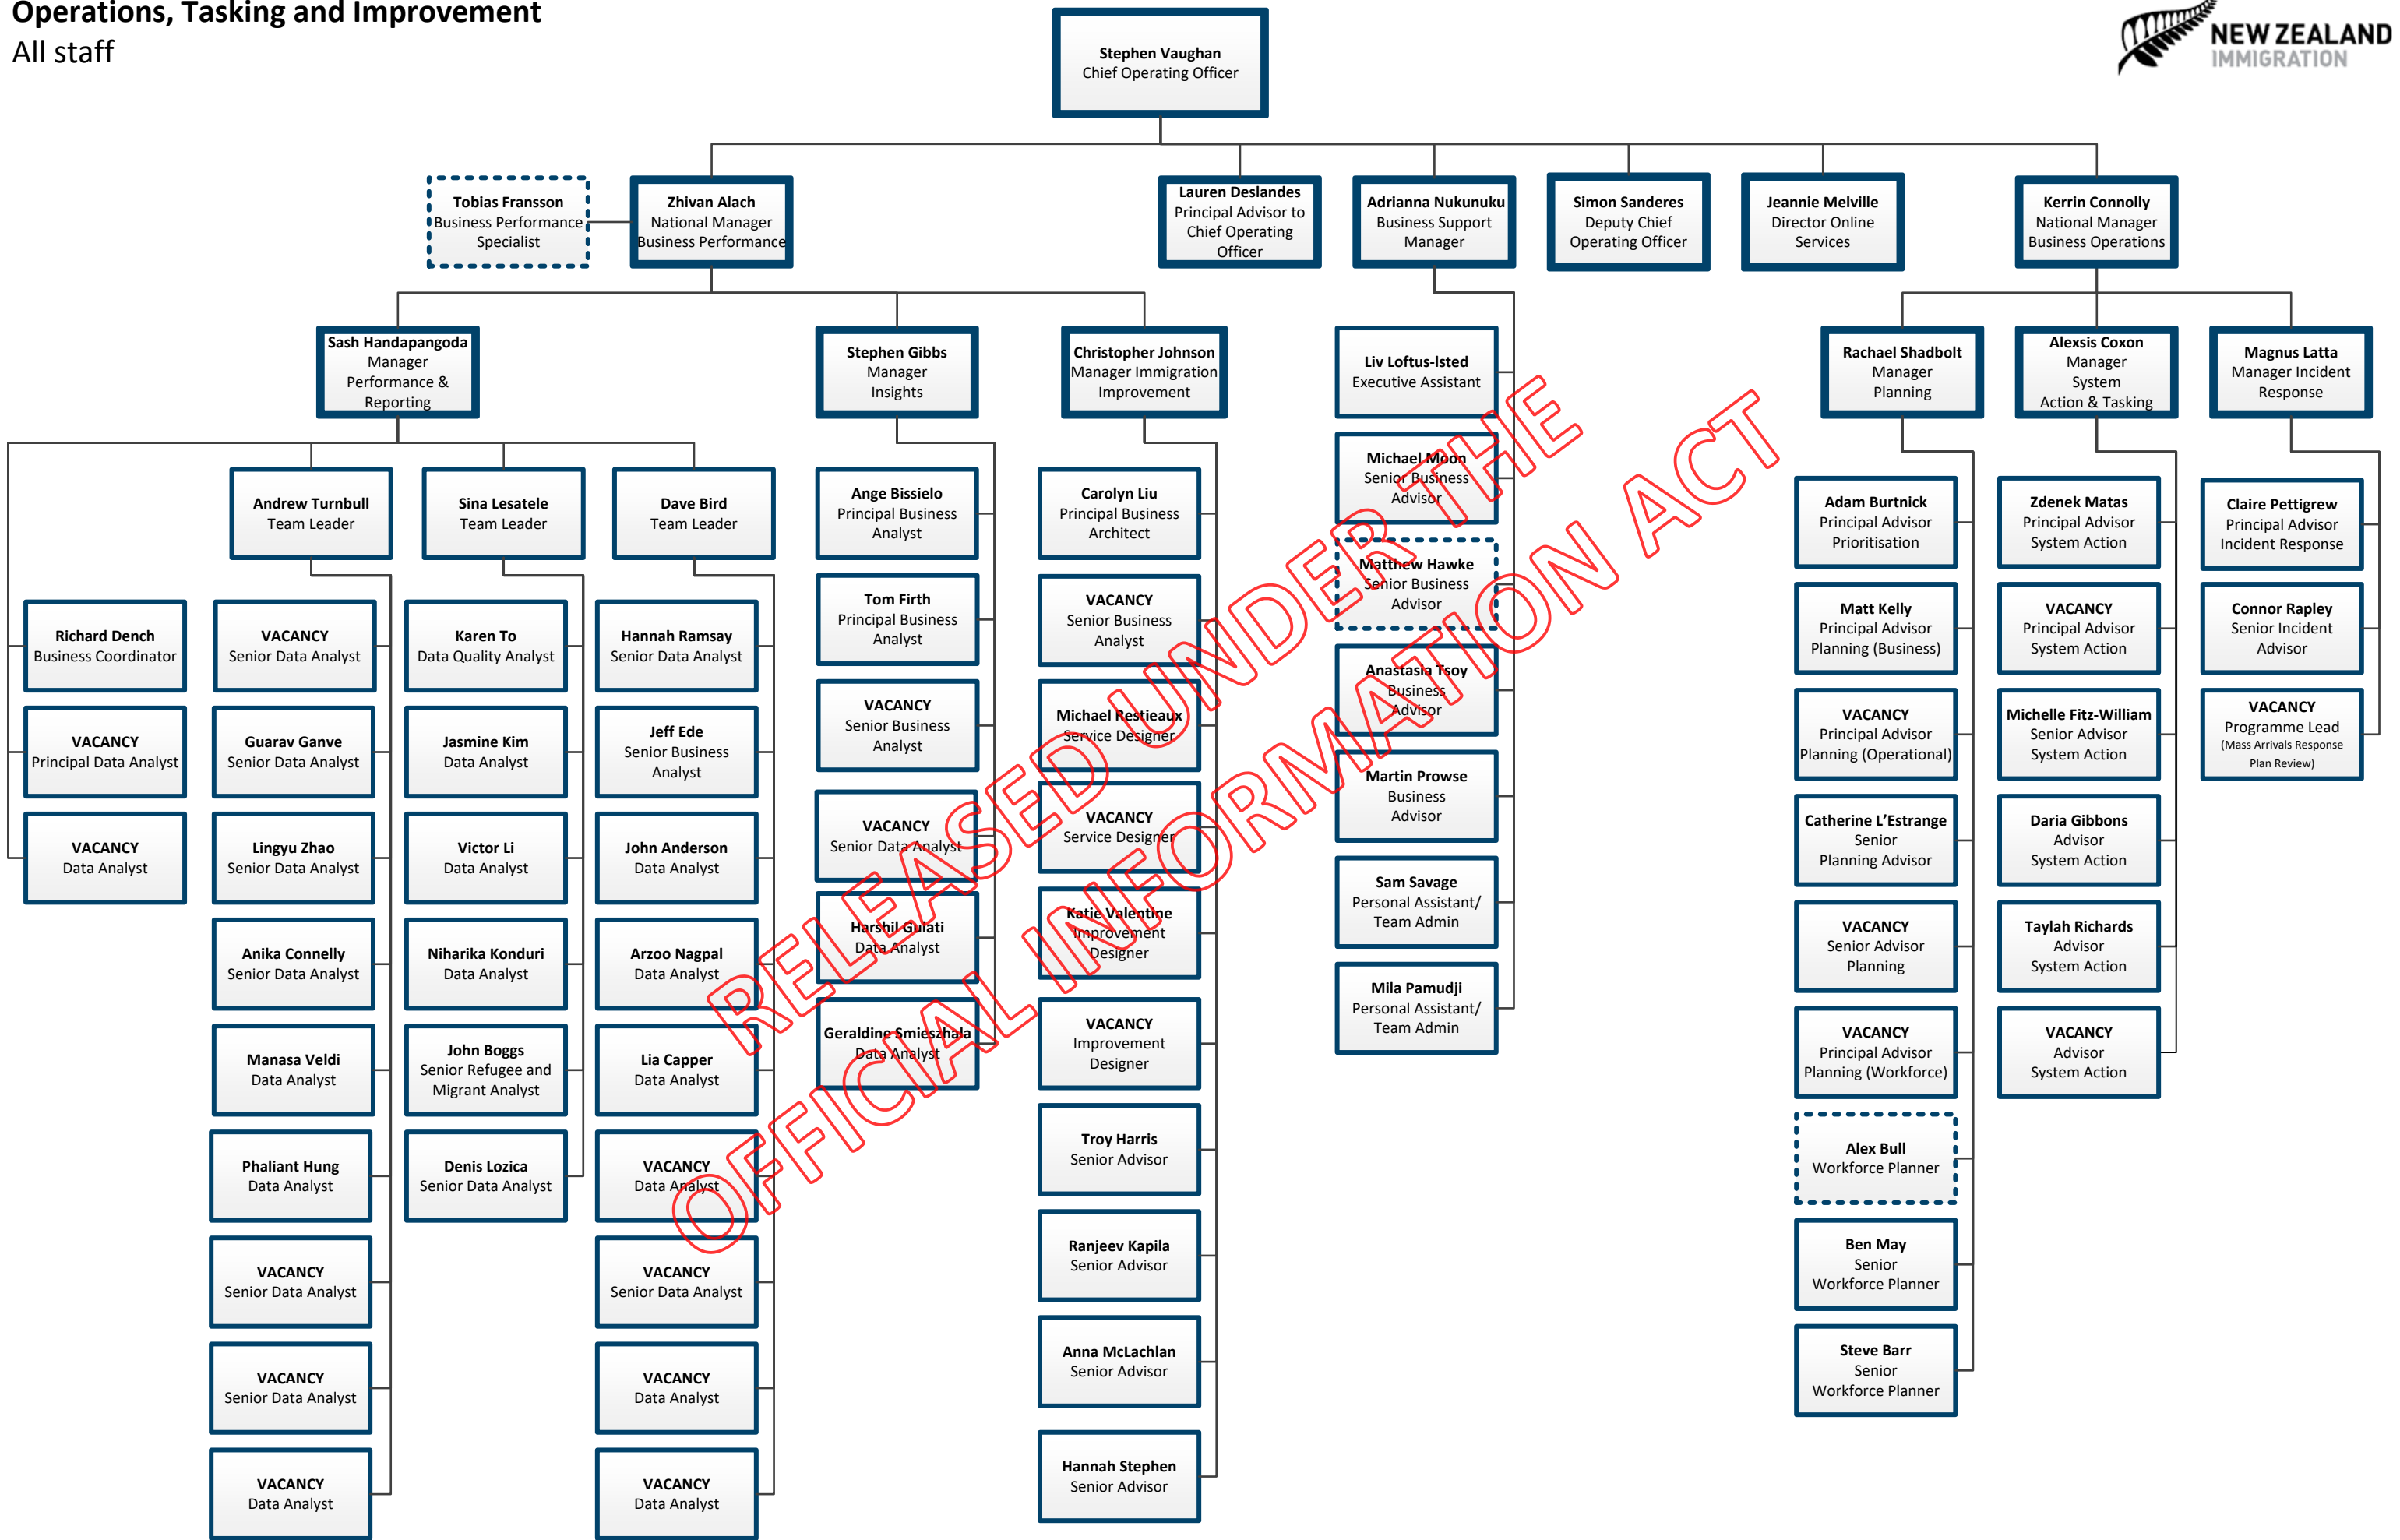 Operations, Tasking and Improvement
All staff
NEW ZEALAND
IMMIGRATION
Stephen Vaughan
Chief Operating Officer
Tobias Fransson
Business Performance
Specialist
Zhivan Alach
National Manager
Business Performance
Lauren Deslandes
Principal Advisor to
Chief Operating
Officer
Adrianna Nukunuku
Business Support
Manager
Simon Sanderes
Deputy Chief
Operating Officer
Jeannie Melville
Director Online
Services
Kerrin Connolly
National Manager
Business Operations
Sash Handapangoda
Manager
Performance &
Reporting
Stephen Gibbs
Manager
Insights
Christopher Johnson
Manager Immigration
Improvement
Rachael Shadbolt
Manager
Planning
Alexsis Coxon
Manager
System
Action & Tasking
Magnus Latta
Manager Incident
Response
Richard Dench
Business Coordinator
VACANCY
Principal Data Analyst
VACANCY
Data Analyst
Andrew Turnbull
Team Leader
VACANCY
Senior Data Analyst
Guarav Ganve
Senior Data Analyst
Lingyu Zhao
Senior Data Analyst
Anika Connelly
Senior Data Analyst
Manasa Veldi
Data Analyst
Phaliant Hung
Data Analyst
VACANCY
Senior Data Analyst
VACANCY
Senior Data Analyst
VACANCY
Data Analyst
Sina Lesatele
Team Leader
Karen To
Data Quality Analyst
Jasmine Kim
Data Analyst
Victor Li
Data Analyst
Niharika Konduri
Data Analyst
John Boggs
Senior Refugee and
Migrant Analyst
Denis Lozica
Senior Data Analyst
Dave Bird
Team Leader
Hannah Ramsay
Senior Data Analyst
Jeff Ede
Senior Business
Analyst
John Anderson
Data Analyst
Arzoo Nagpal
Data Analyst
Lia Capper
Data Analyst
VACANCY
Data Analyst
VACANCY
Senior Data Analyst
VACANCY
Data Analyst
VACANCY
Data Analyst
Ange Bissielo
Principal Business
Analyst
Tom Firth
Principal Business
Analyst
VACANCY
Senior Business
Analyst
VACANCY
Senior Data Analyst
Harshil Gulati
Data Analyst
Geraldine Smieszhala
Data Analyst
Carolyn Liu
Principal Business
Architect
VACANCY
Senior Business
Analyst
Michael Restieaux
Service Designer
VACANCY
Service Designer
Katie Valentine
Improvement
Designer
VACANCY
Improvement
Designer
Troy Harris
Senior Advisor
Ranjeev Kapila
Senior Advisor
Anna McLachlan
Senior Advisor
Hannah Stephen
Senior Advisor
Liv Loftus-lsted
Executive Assistant
Michael Moon
Senior Business
Advisor
Matthew Hawke
Senior Business
Advisor
Anastasia Tsoy
Business
Advisor
Martin Prowse
Business
Advisor
Sam Savage
Personal Assistant/
Team Admin
Mila Pamudji
Personal Assistant/
Team Admin
Adam Burtnick
Principal Advisor
Prioritisation
Matt Kelly
Principal Advisor
Planning (Business)
VACANCY
Principal Advisor
Planning (Operational)
Catherine L’Estrange
Senior
Planning Advisor
VACANCY
Senior Advisor
Planning
VACANCY
Principal Advisor
Planning (Workforce)
Alex Bull
Workforce Planner
Ben May
Senior
Workforce Planner
Steve Barr
Senior
Workforce Planner
Zdenek Matas
Principal Advisor
System Action
VACANCY
Principal Advisor
System Action
Michelle Fitz-William
Senior Advisor
System Action
Daria Gibbons
Advisor
System Action
Taylah Richards
Advisor
System Action
VACANCY
Advisor
System Action
Claire Pettigrew
Principal Advisor
Incident Response
Connor Rapley
Senior Incident
Advisor
VACANCY
Programme Lead
(Mass Arrivals Response
Plan Review)
RELEASED UNDER THE
OFFICIAL INFORMATION ACT